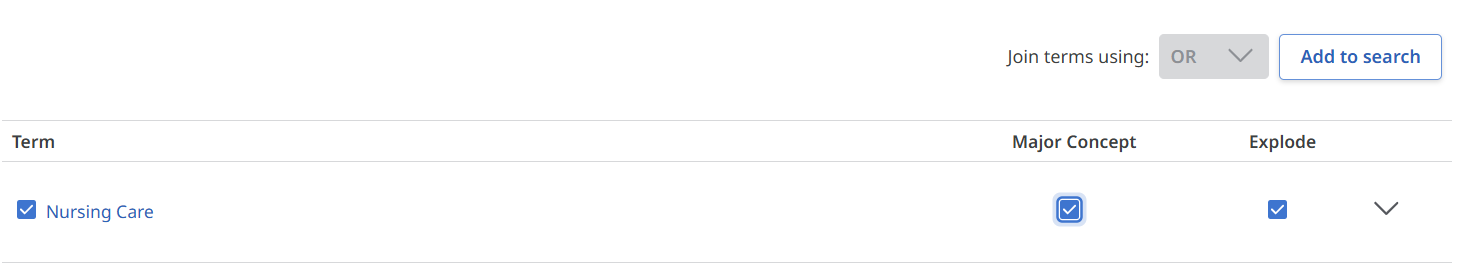 Join terms using: OR Add to search
Term Major Concept Explode
Nursing Care